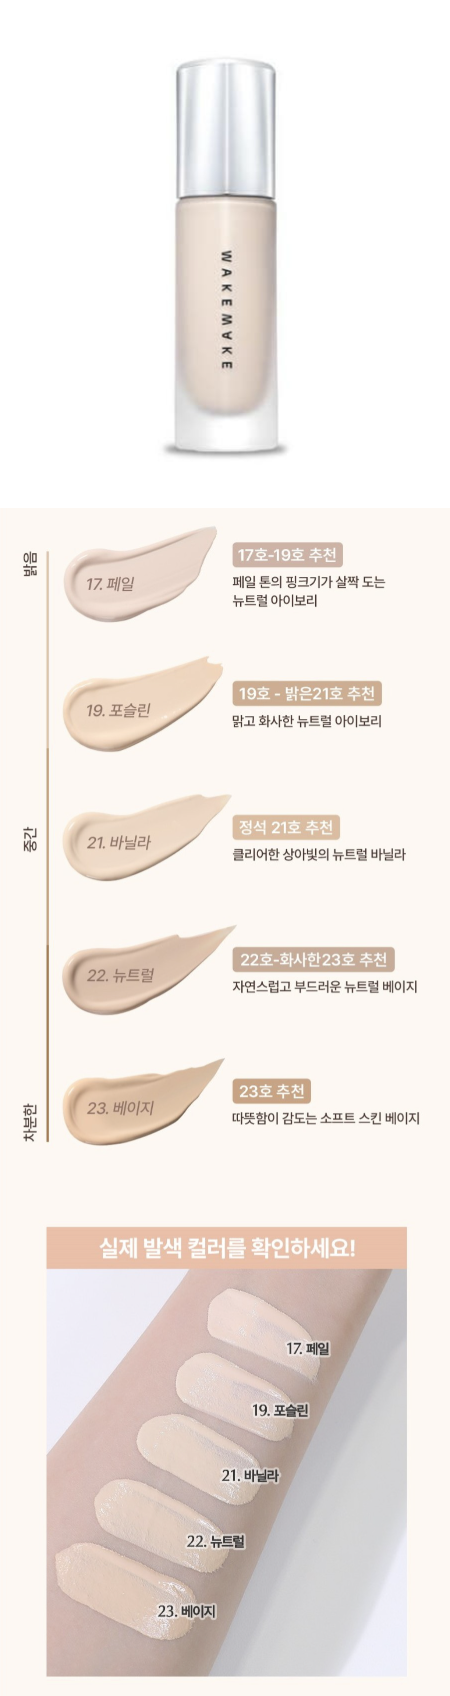 WAKEMAKE
밝음
17. 페일
17호-19호 추천
페일 톤의 핑크기가 살짝 도는
뉴트럴 아이보리
19. 포슬린
19호 - 밝은21호 추천
맑고 화사한 뉴트럴 아이보리
중간
21. 바닐라
정석 21호 추천
클리어한 상아빛의 뉴트럴 바닐라
22. 뉴트럴
22호-화사한23호 추천
자연스럽고 부드러운 뉴트럴 베이지
차분한
23. 베이지
23호 추천
따뜻함이 감도는 소프트 스킨 베이지
실제 발색 컬러를 확인하세요!
17. 페일
19. 포슬린
21. 바닐라
22. 뉴트럴
23. 베이지